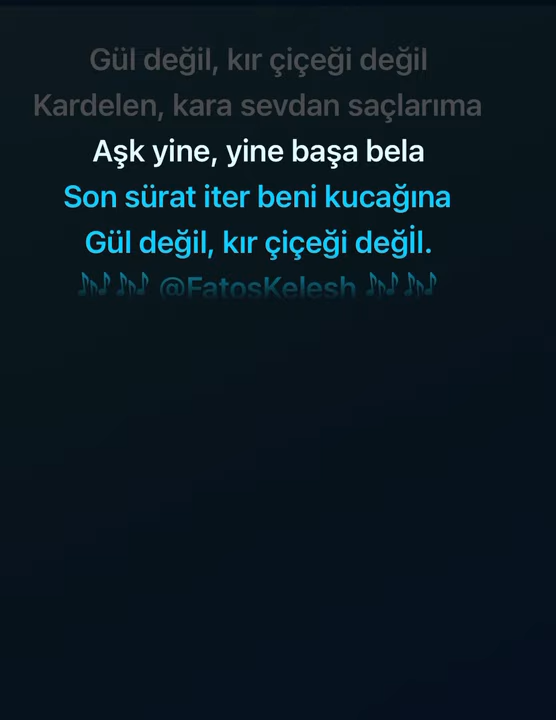 Gül değil, kır çiçeği değil
Kardelen, kara sevdan saçlarıma
Aşk yine, yine başa bela
Son sürat iter beni kucağına
Gül değil, kır çiçeği değİl.
🎶🎶 @FatosKelesh 🎶🎶